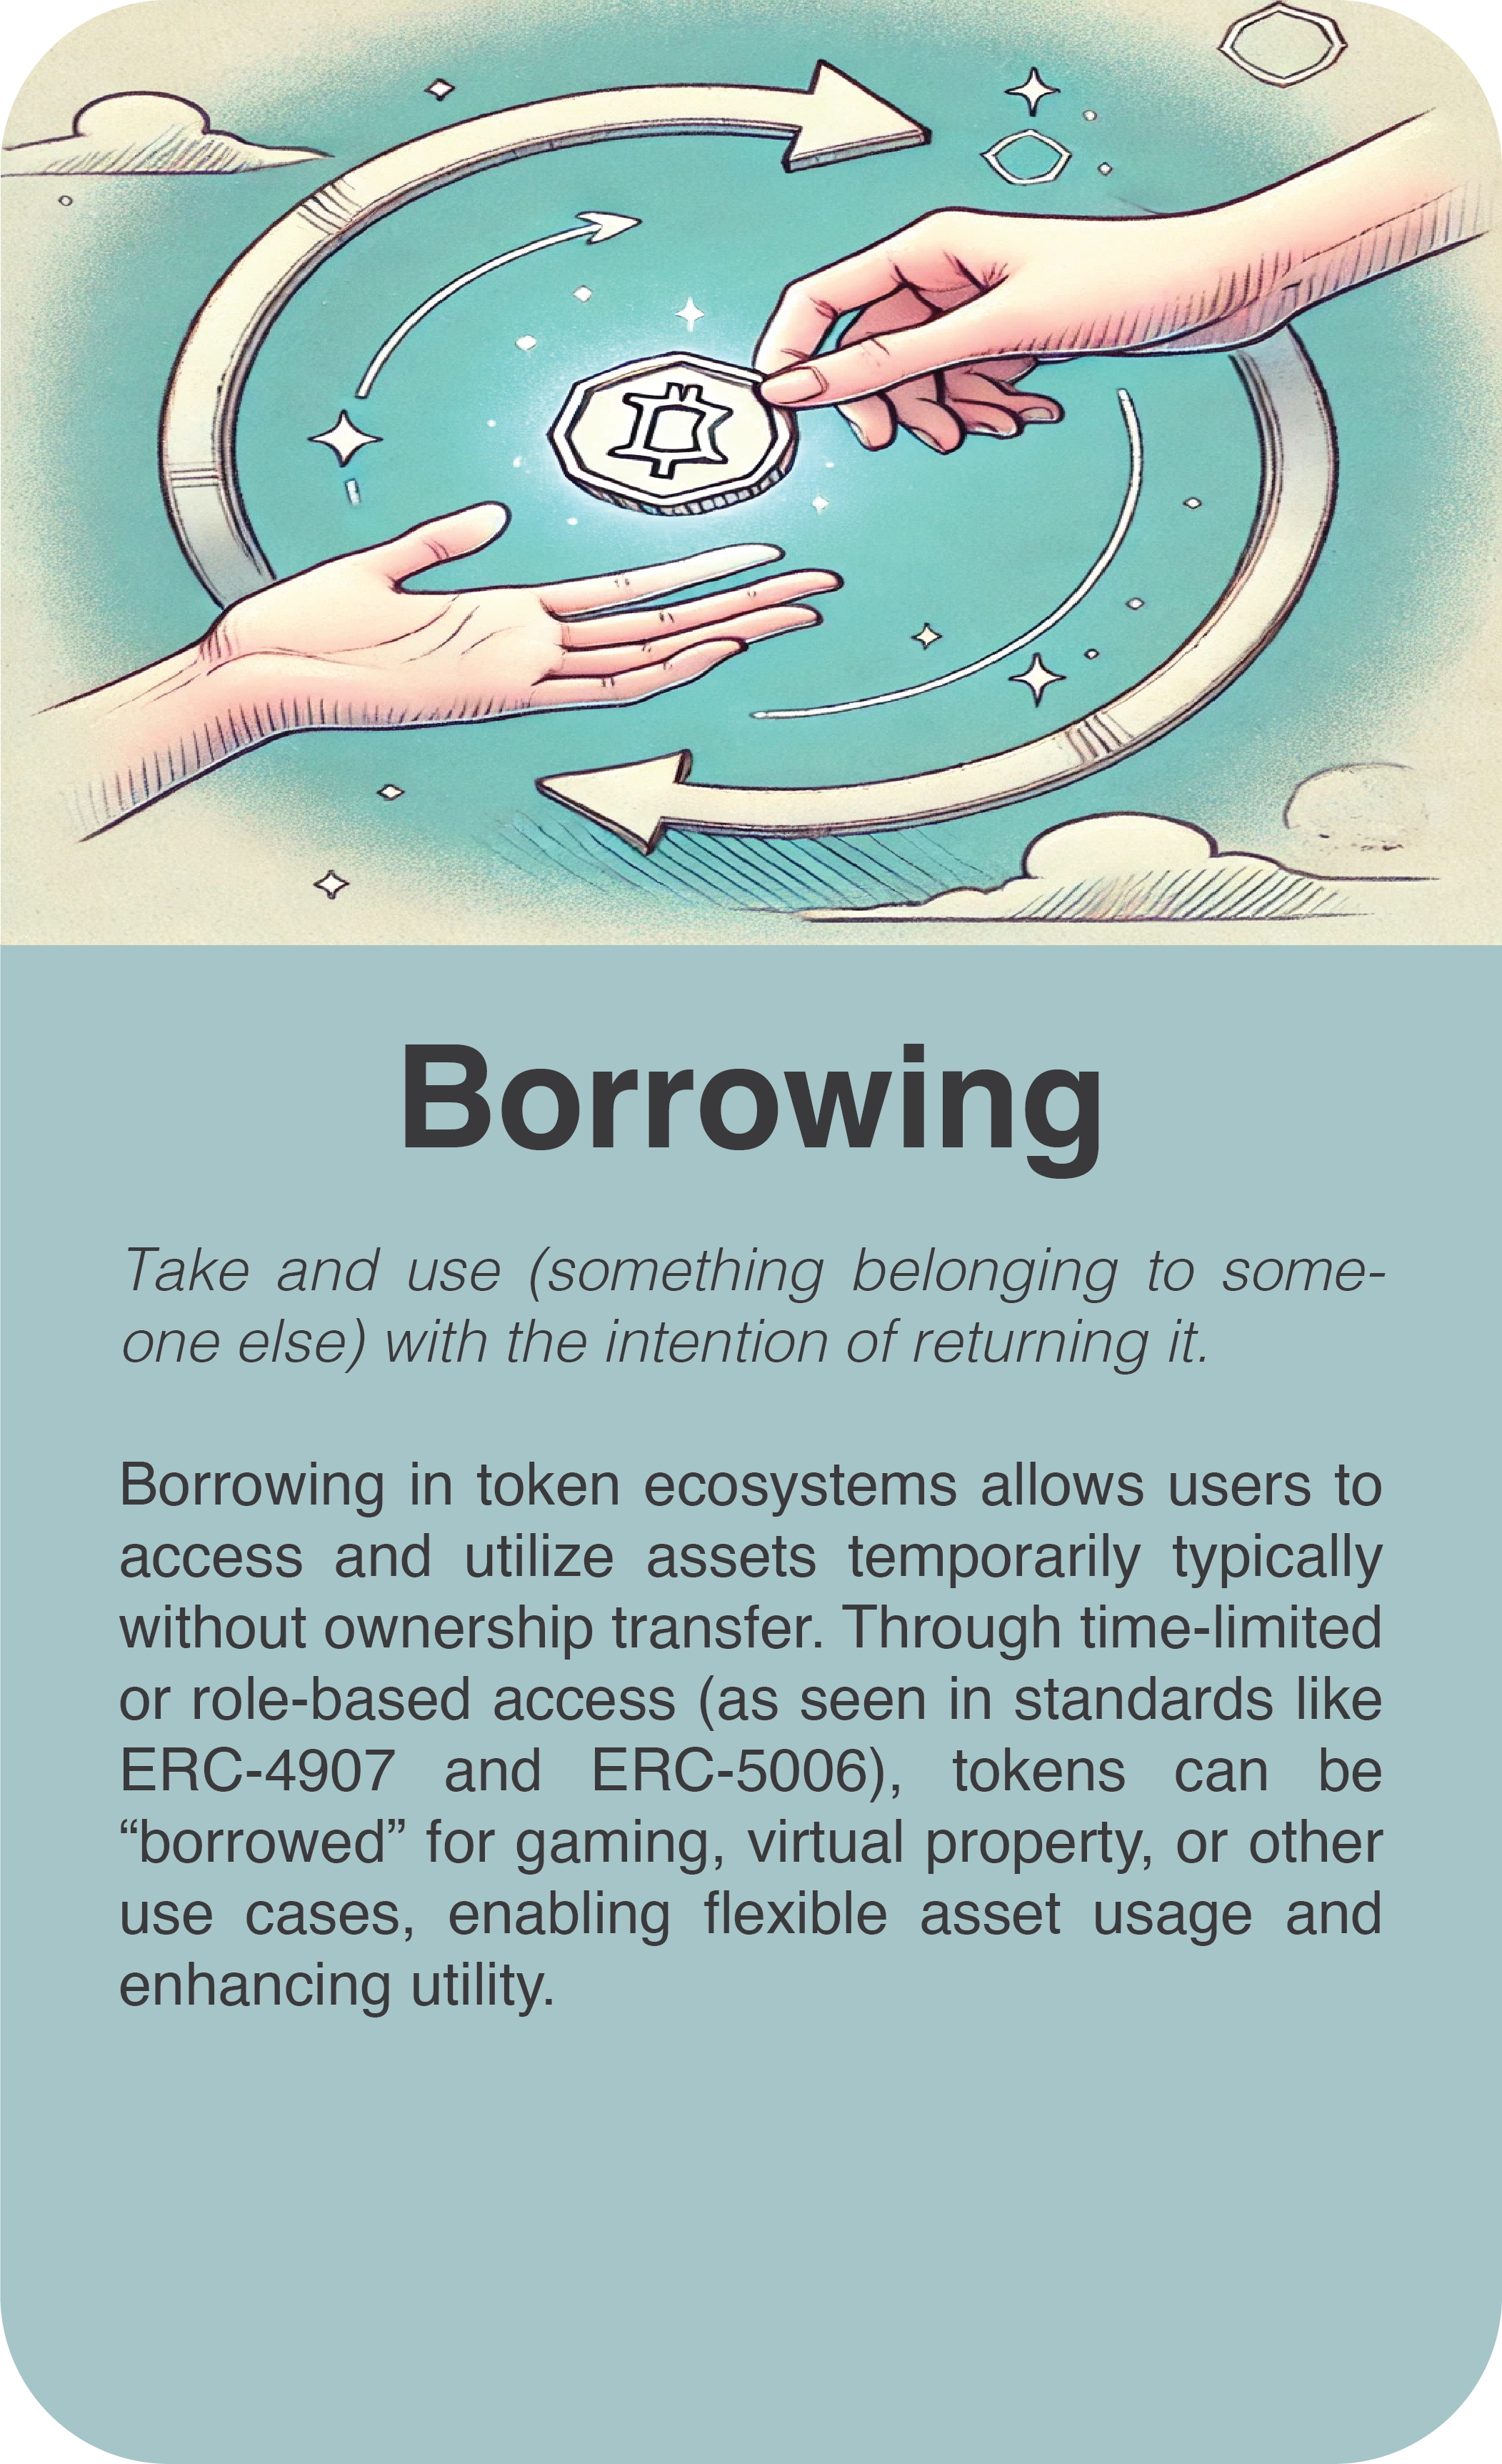 Borrowing
Take and use (something belonging to some-
one else) with the intention of returning it.
Borrowing in token ecosystems allows users to
access and utilize assets temporarily typically
without ownership transfer. Through time-limited
or role-based access (as seen in standards like
ERC-4907 and ERC-5006), tokens can be
“borrowed” for gaming, virtual property, or other
use cases, enabling flexible asset usage and
enhancing utility.